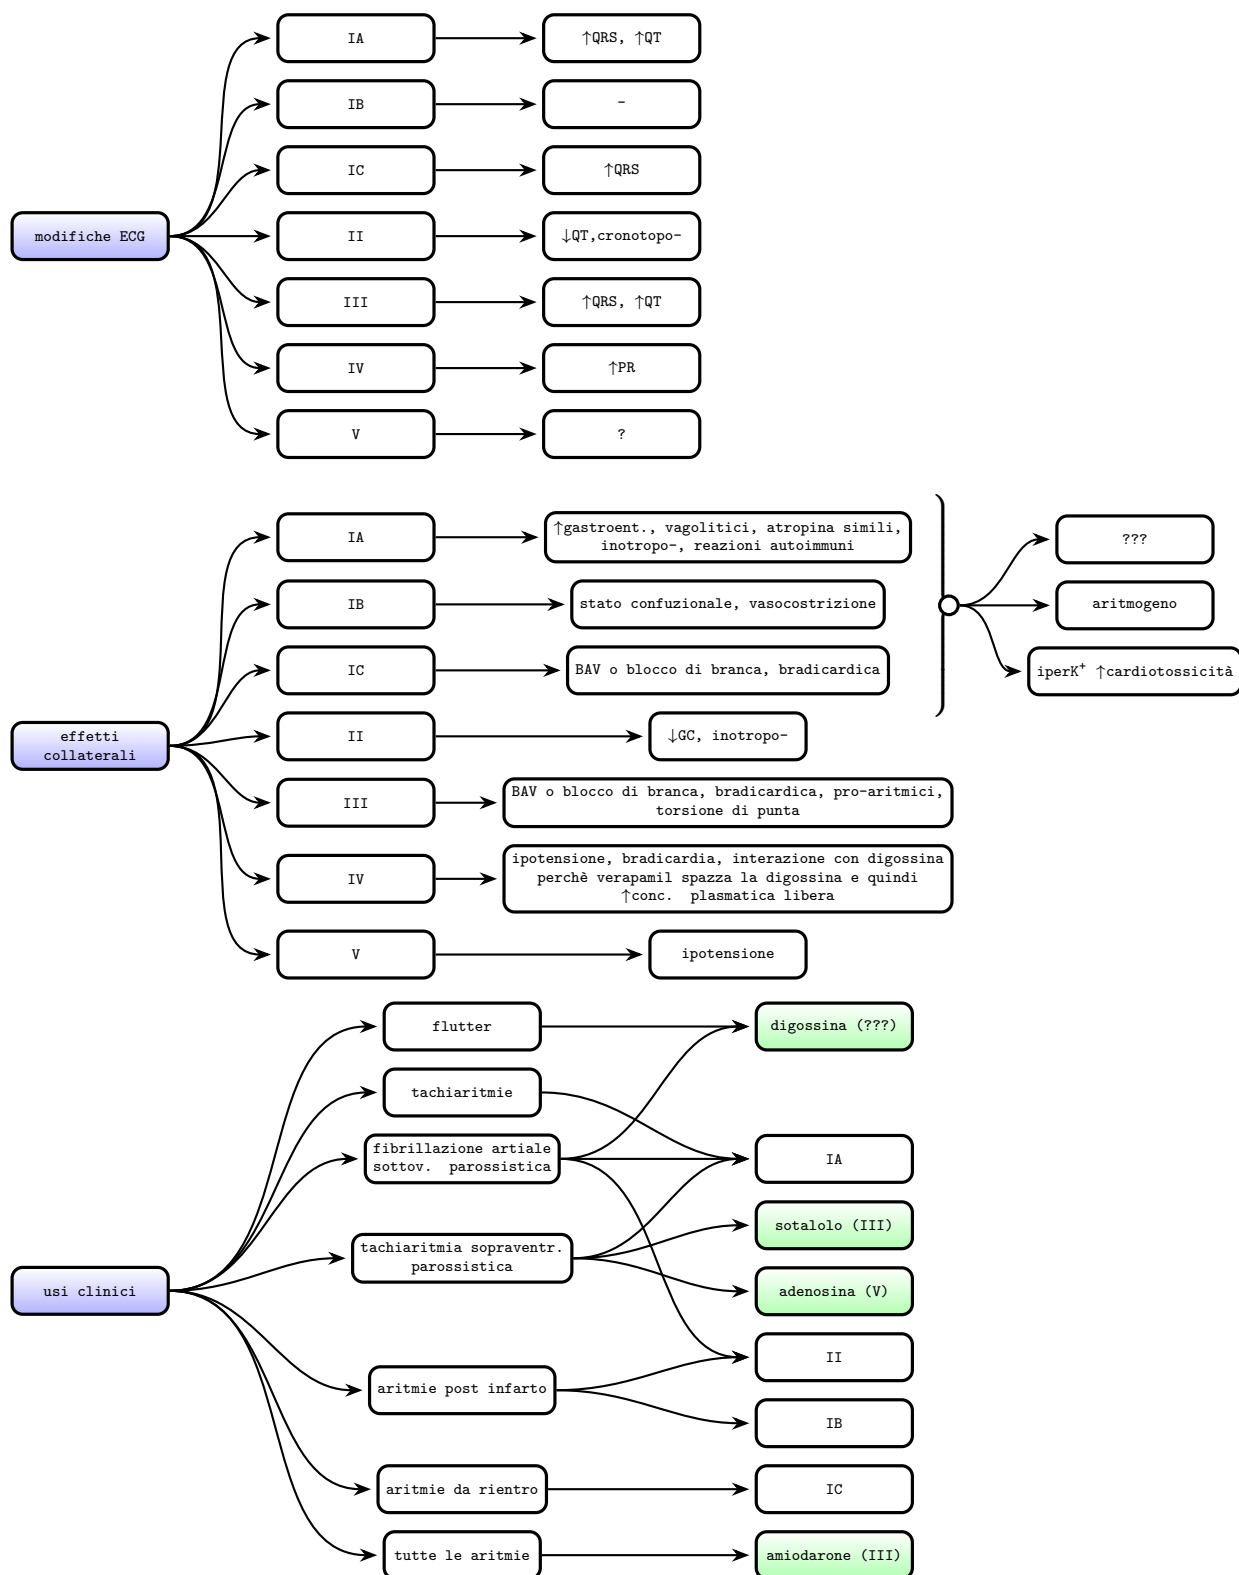 modifiche ECG
IA
↑QRS, ↑QT
IB
-
IC
↑QRS
II
↓QT,cronotopo-
III
↑QRS, ↑QT
IV
↑PR
V
?
effetti
collaterali
IA
↑gastroent., vagolitici, atropina simili,
inotropo-, reazioni autoimmuni
IB
stato confuzionale, vasocostrizione
IC
BAV o blocco di branca, bradicardica
???
aritmogeno
iperK⁺ ↑cardiotossicità
II
↓GC, inotropo-
III
BAV o blocco di branca, bradicardica, pro-aritmici,
torsione di punta
IV
ipotensione, bradicardia, interazione con digossina
perchè verapamil spazza la digossina e quindi
↑conc. plasmatica libera
V
ipotensione
usi clinici
flutter
tachiaritmie
fibrillazione artiale
sottov. parossistica
tachiaritmia sopraventr.
parossistica
aritmie post infarto
aritmie da rientro
tutte le aritmie
digossina (???)
IA
sotalolo (III)
adenosina (V)
II
IB
IC
amiodarone (III)